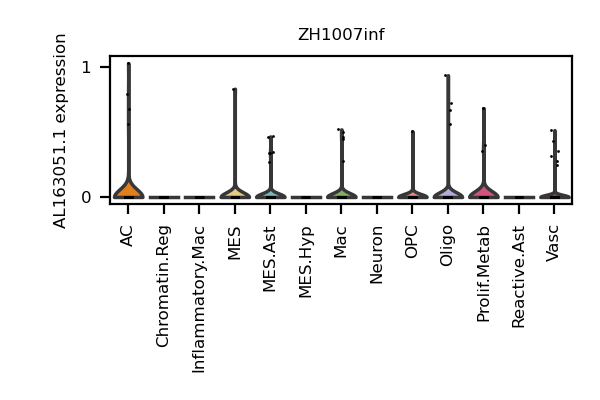 ZH1007inf
AL163051.1 expression
1
0
AC
Chromatin.Reg
Inflammatory.Mac
MES
MES.Ast
MES.Hyp
Mac
Neuron
OPC
Oligo
Prolif.Metab
Reactive.Ast
Vasc